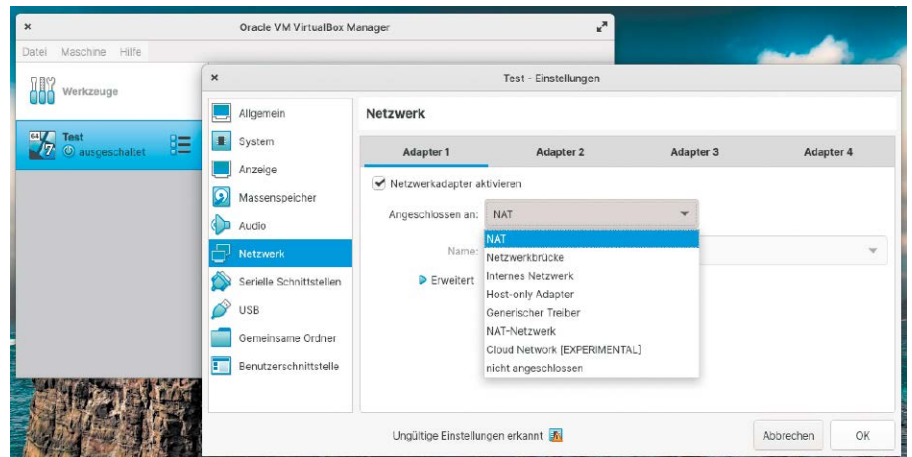 Oracle VM VirtualBox Manager
Datei Maschine Hilfe
Werkzeuge
64
7
Test
ausgeschaltet
Test - Einstellungen
Allgemein
System
Anzeige
Massenspeicher
Audio
Netzwerk
Serielle Schnittstellen
USB
Gemeinsame Ordner
Benutzerschnittstelle
Netzwerk
Adapter 1 Adapter 2 Adapter 3 Adapter 4
Netzwerkadapter aktivieren
Angeschlossen an: NAT
Name:
Erweitert
NAT
Netzwerkbrücke
Internes Netzwerk
Host-only Adapter
Generischer Treiber
NAT-Netzwerk
Cloud Network [EXPERIMENTAL]
nicht angeschlossen
Ungültige Einstellungen erkannt
Abbrechen OK